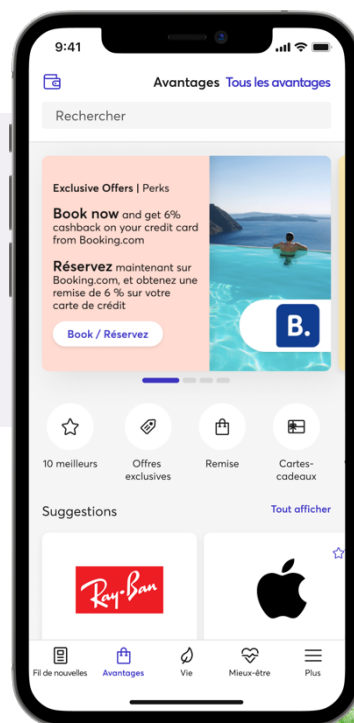 9:41
Avantages Tous les avantages
Rechercher
Exclusive Offers | Perks
Book now and get 6%
cashback on your credit card
from Booking.com
Réservez maintenant sur
Booking.com, et obtenez une
remise de 6 % sur votre
carte de crédit
Book / Réservez
B.
10 meilleurs
Offres
exclusives
Remise
Cartes-
cadeaux
Suggestions
Tout afficher
Ray-Ban
Fil de nouvelles
Avantages
Vie
Mieux-être
Plus